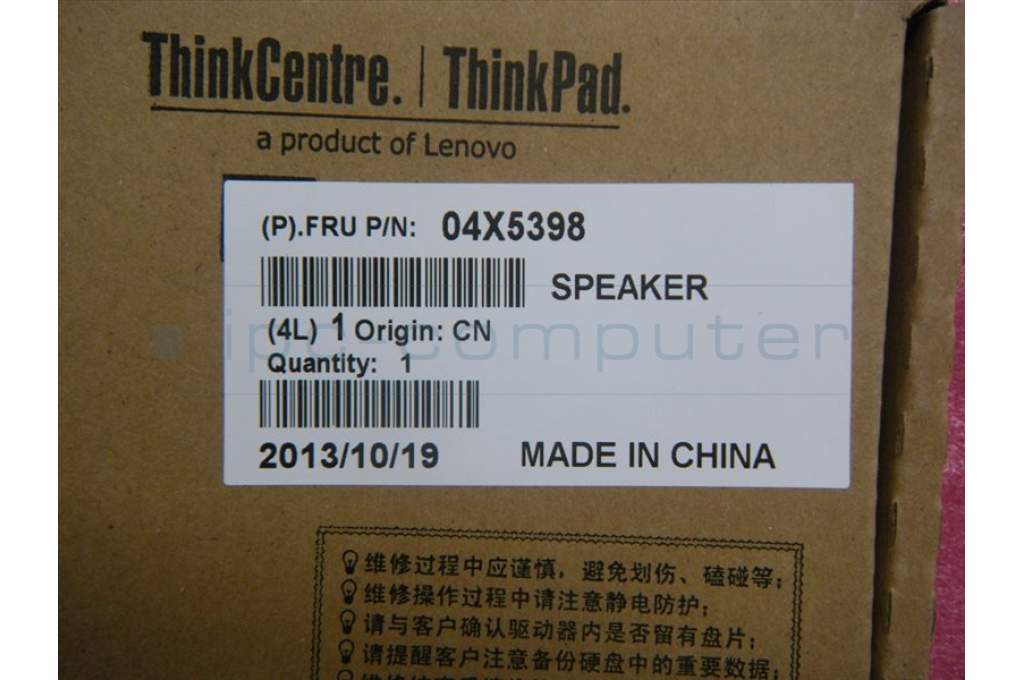 ThinkCentre. | ThinkPad.
a product of Lenovo
(P).FRU P/N: 04X5398
SPEAKER
(4L) 1 Origin: CN
ipc-computer
Quantity: 1
2013/10/19 MADE IN CHINA
维修过程中应谨慎，避免划伤、磕碰等；
维修操作过程中请注意静电防护；
请与客户确认驱动器内是否留有盘片；
请提醒客户注意备份硬盘中的重要数据；